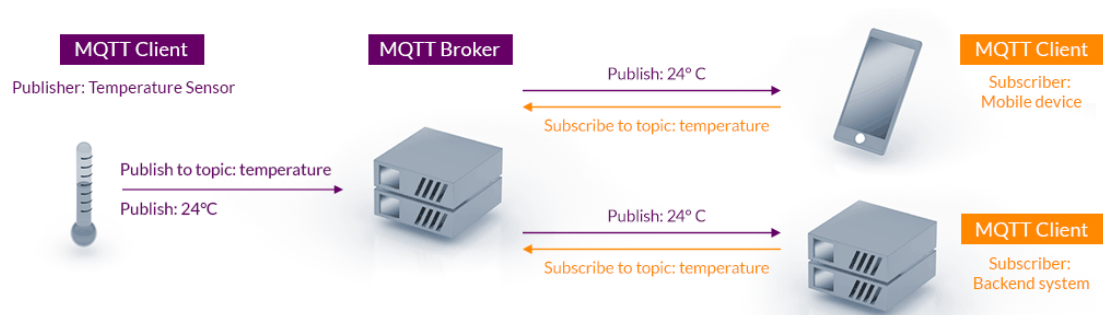 MQTT Client
Publisher: Temperature Sensor
Publish to topic: temperature
Publish: 24°C
MQTT Broker
Publish: 24° C
Subscribe to topic: temperature
MQTT Client
Subscriber:
Mobile device
Publish: 24° C
Subscribe to topic: temperature
MQTT Client
Subscriber:
Backend system